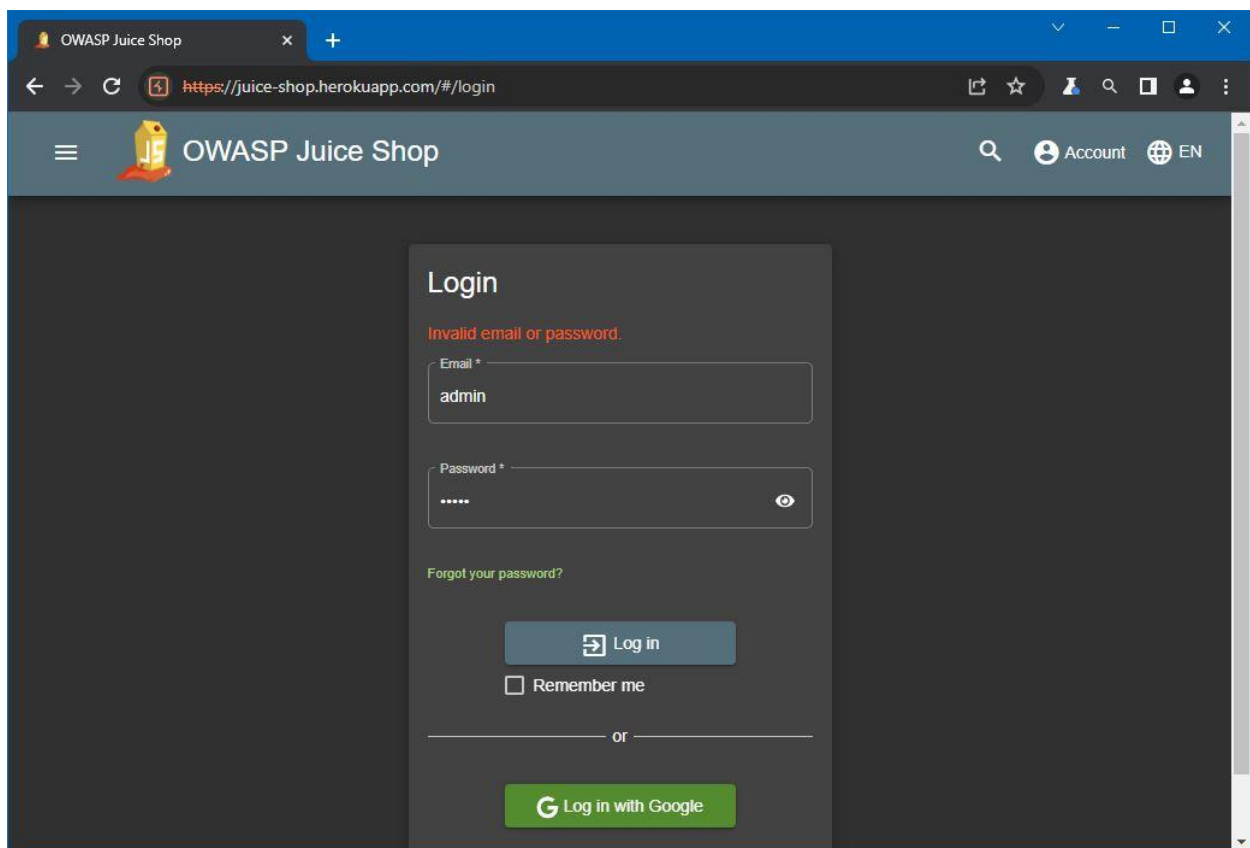 OWASP Juice Shop
https://juice-shop.herokuapp.com/#/login
JS OWASP Juice Shop Account EN
Login
Invalid email or password.
Email *
admin
Password *
•••••
Forgot your password?
Log in
Remember me
or
G Log in with Google